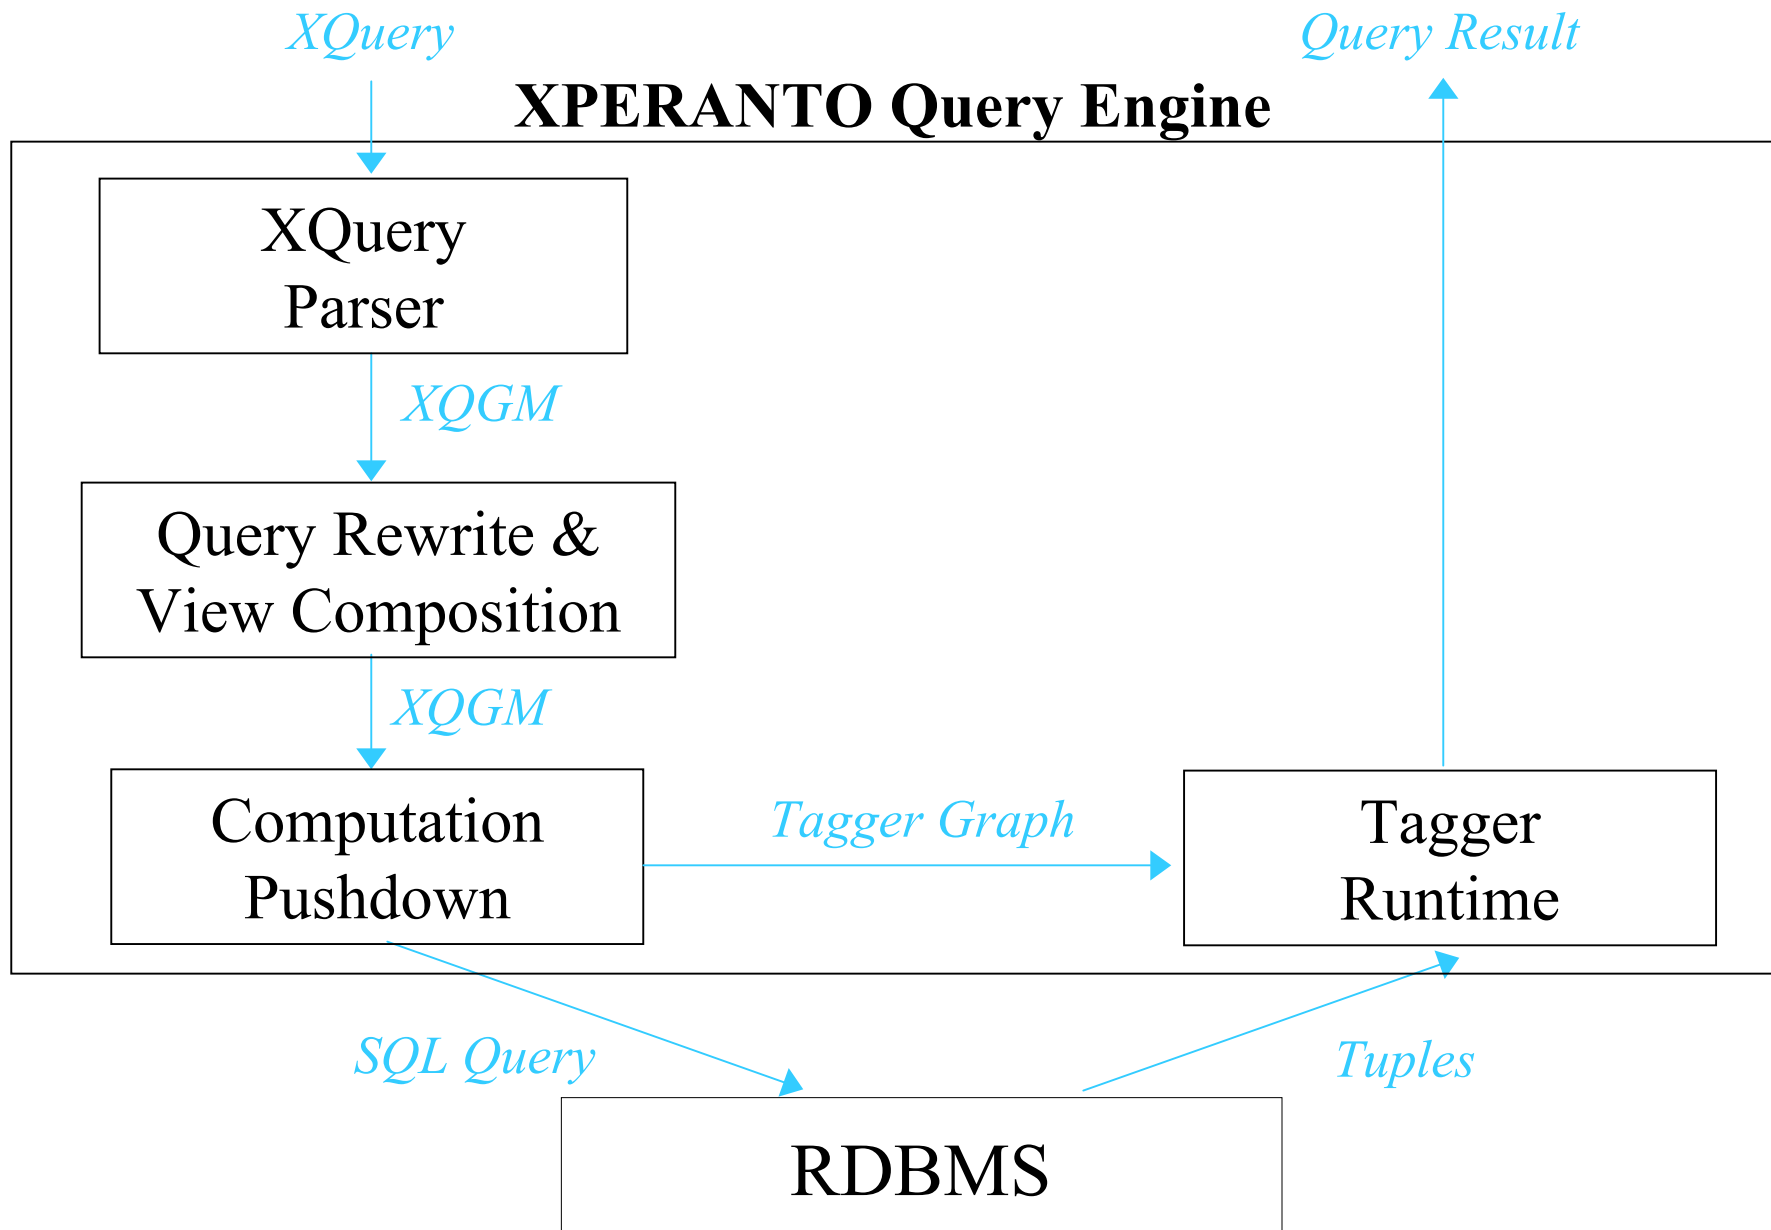 XQuery
Query Result
XPERANTO Query Engine
XQuery
Parser
XQGM
Query Rewrite &
View Composition
XQGM
Computation
Pushdown
Tagger Graph
Tagger
Runtime
SQL Query
Tuples
RDBMS